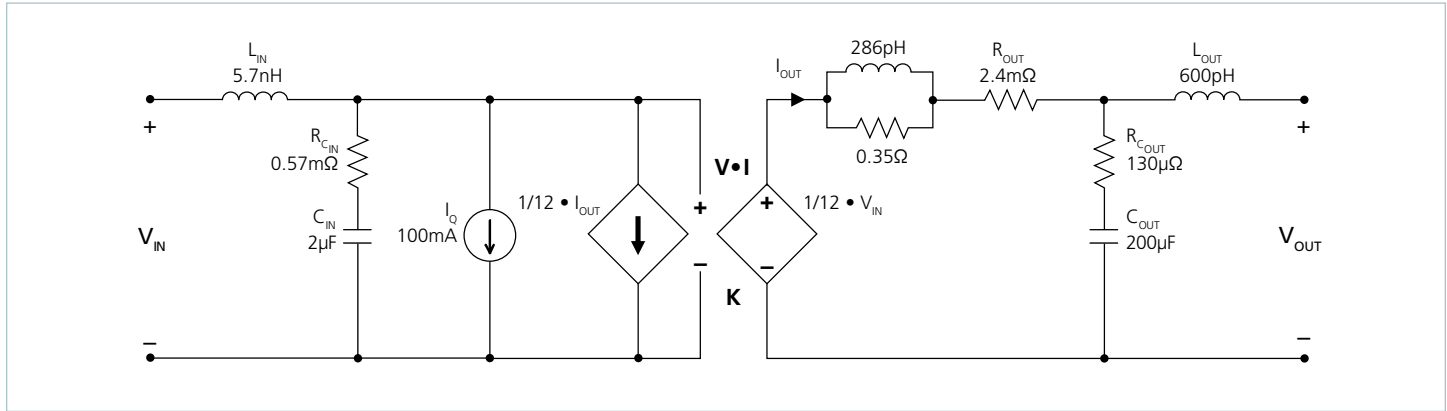 L_IN
5.7nH
+
–
V_IN
R_C_IN
0.57mΩ
C_IN
2µF
I_Q
100mA
1/12 • I_OUT
V•I
+
–
K
+
–
1/12 • V_IN
I_OUT
286pH
0.35Ω
R_OUT
2.4mΩ
L_OUT
600pH
R_C_OUT
130µΩ
C_OUT
200µF
+
–
V_OUT